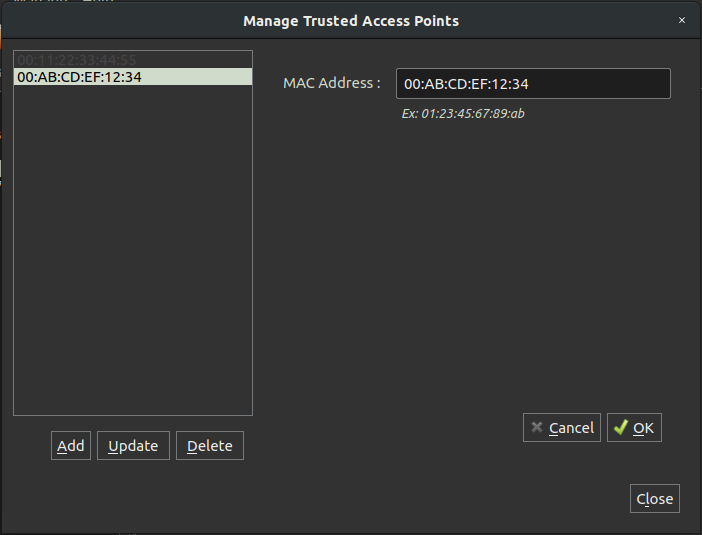 Manage Trusted Access Points
×
00:11:22:33:44:55
00:AB:CD:EF:12:34
MAC Address :
00:AB:CD:EF:12:34
Ex: 01:23:45:67:89:ab
Cancel
OK
Add
Update
Delete
Close